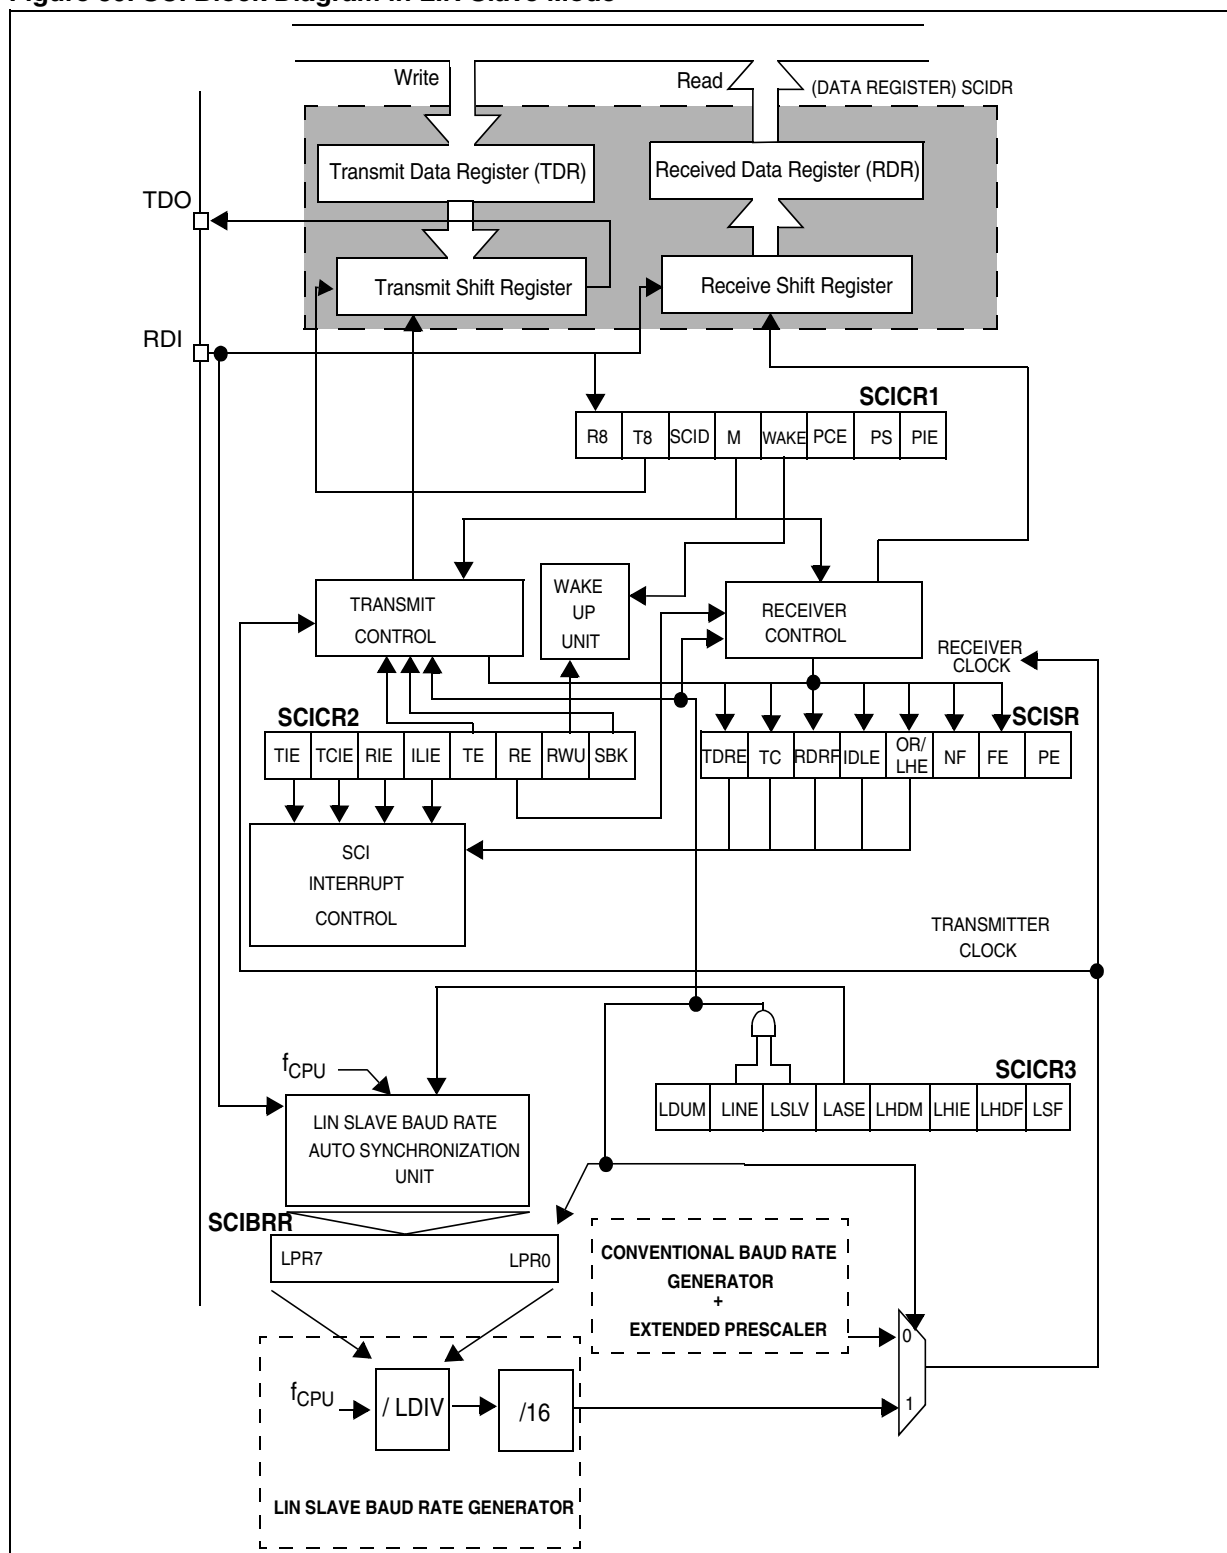 Write
Read
(DATA REGISTER) SCIDR
Transmit Data Register (TDR)
Received Data Register (RDR)
TDO
Transmit Shift Register
Receive Shift Register
RDI
SCICR1
R8 T8 SCID M WAKE PCE PS PIE
TRANSMIT
CONTROL
WAKE
UP
UNIT
RECEIVER
CONTROL
RECEIVER
CLOCK
SCICR2
TIE TCIE RIE ILIE TE RE RWU SBK
SCISR
TDRE TC RDRF IDLE OR/ LHE NF FE PE
SCI
INTERRUPT
CONTROL
TRANSMITTER
CLOCK
fCPU
SCICR3
LDUM LINE LSLV LASE LHDM LHIE LHDF LSF
LIN SLAVE BAUD RATE
AUTO SYNCHRONIZATION
UNIT
SCIBRR
LPR7 LPR0
CONVENTIONAL BAUD RATE
GENERATOR
+
EXTENDED PRESCALER
0
1
fCPU
/ LDIV
/16
LIN SLAVE BAUD RATE GENERATOR